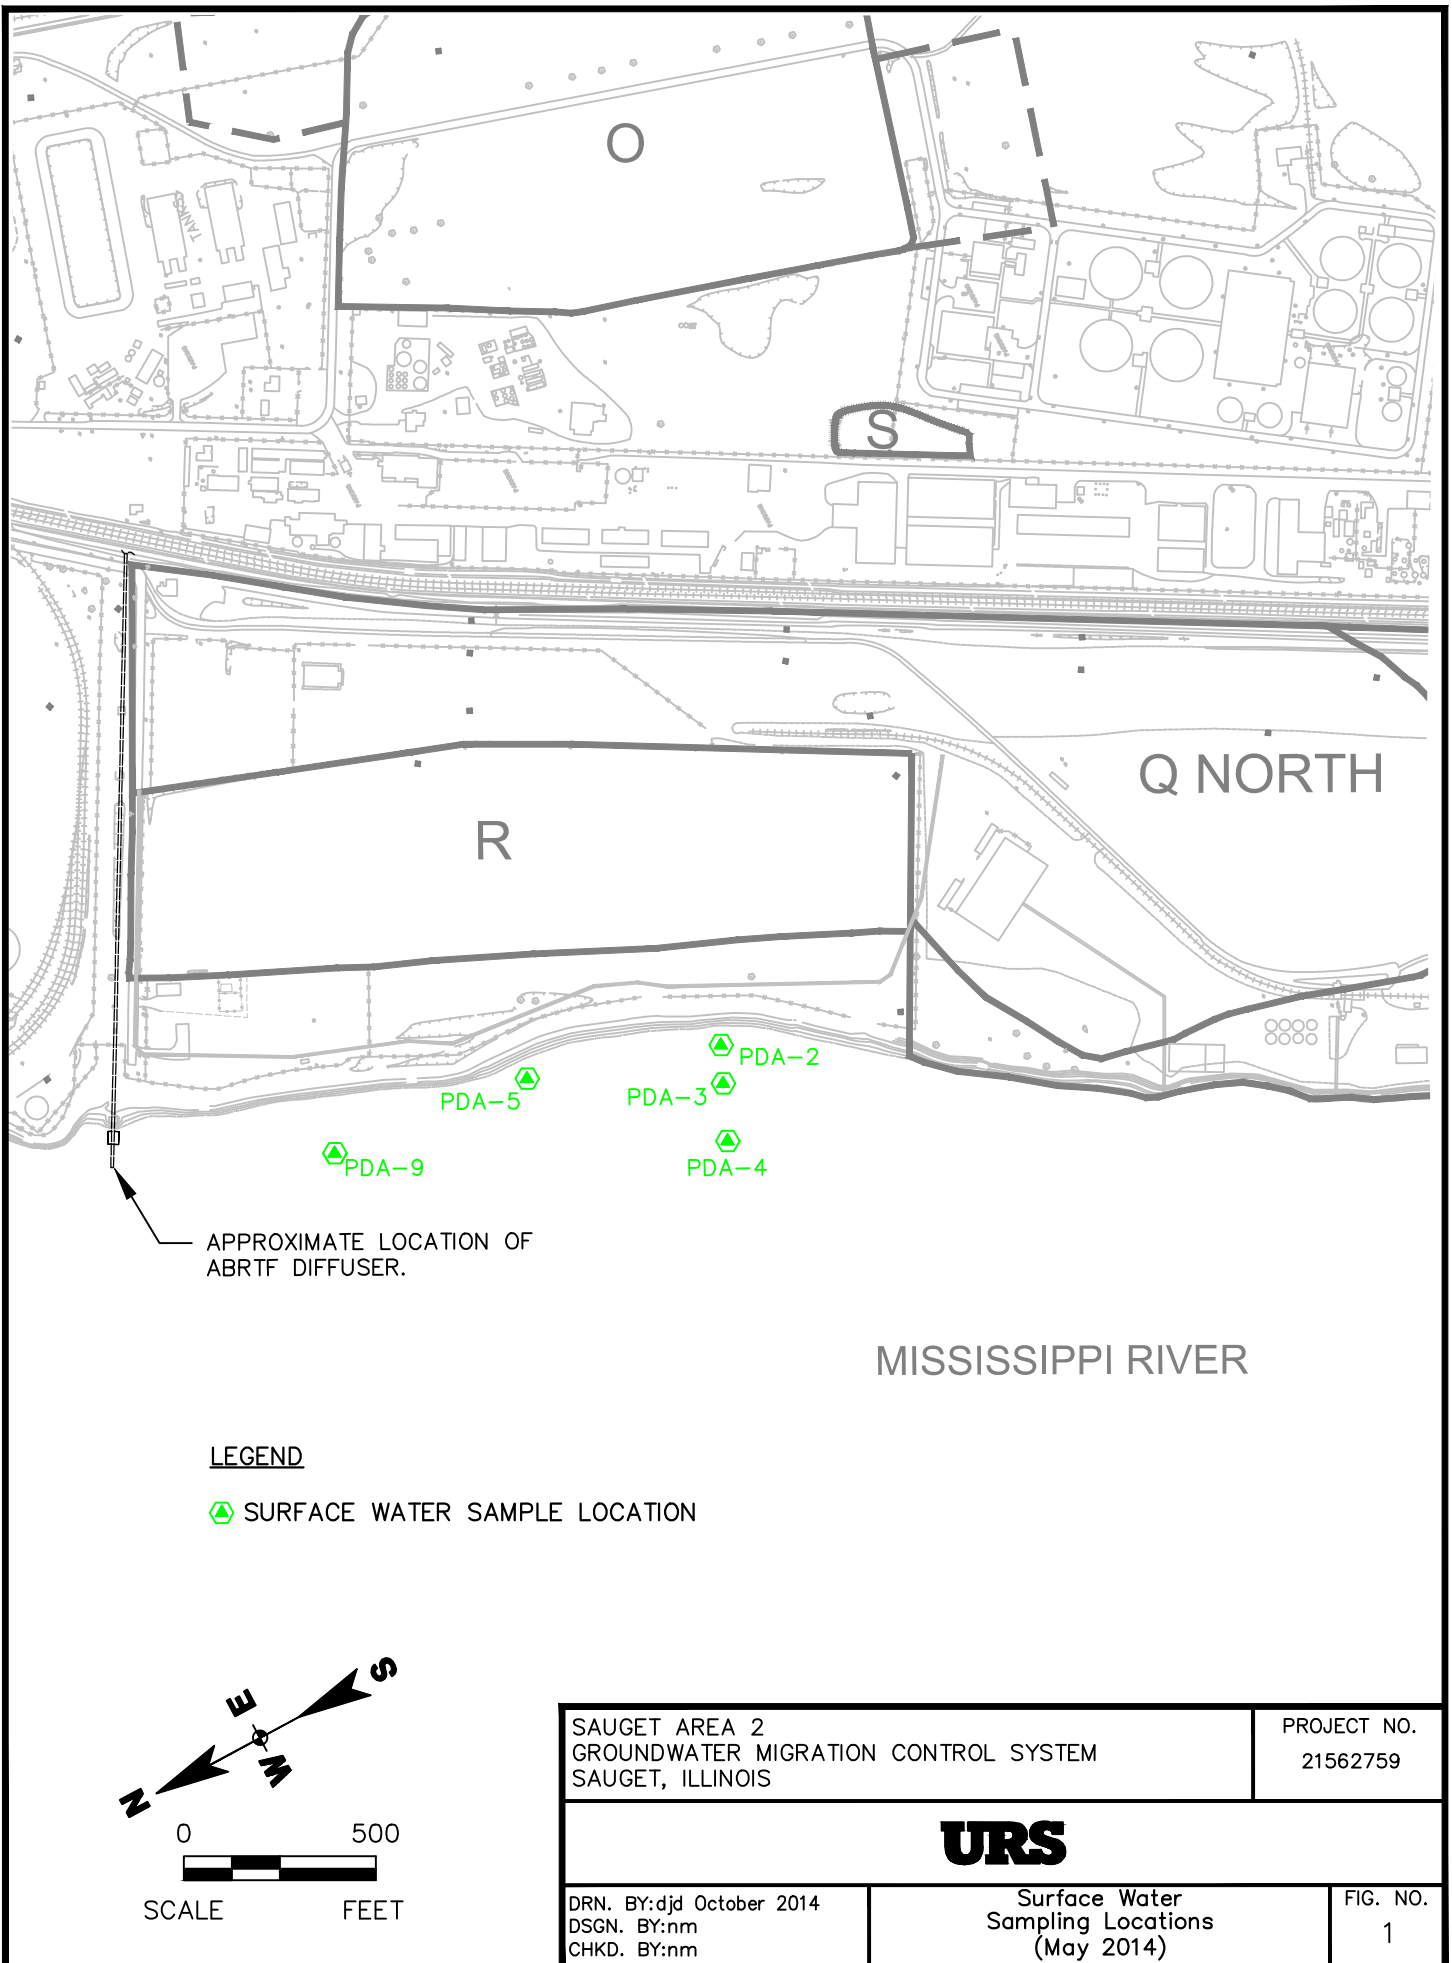 O
TANKS
S
Q NORTH
R
PDA-2
PDA-3
PDA-5
PDA-4
PDA-9
APPROXIMATE LOCATION OF
ABRTF DIFFUSER.
MISSISSIPPI RIVER
LEGEND
SURFACE WATER SAMPLE LOCATION
S
E
W
N
0 500
SCALE FEET
SAUGET AREA 2
GROUNDWATER MIGRATION CONTROL SYSTEM
SAUGET, ILLINOIS
PROJECT NO.
21562759
URS
DRN. BY:djd October 2014
DSGN. BY:nm
CHKD. BY:nm
Surface Water
Sampling Locations
(May 2014)
FIG. NO.
1